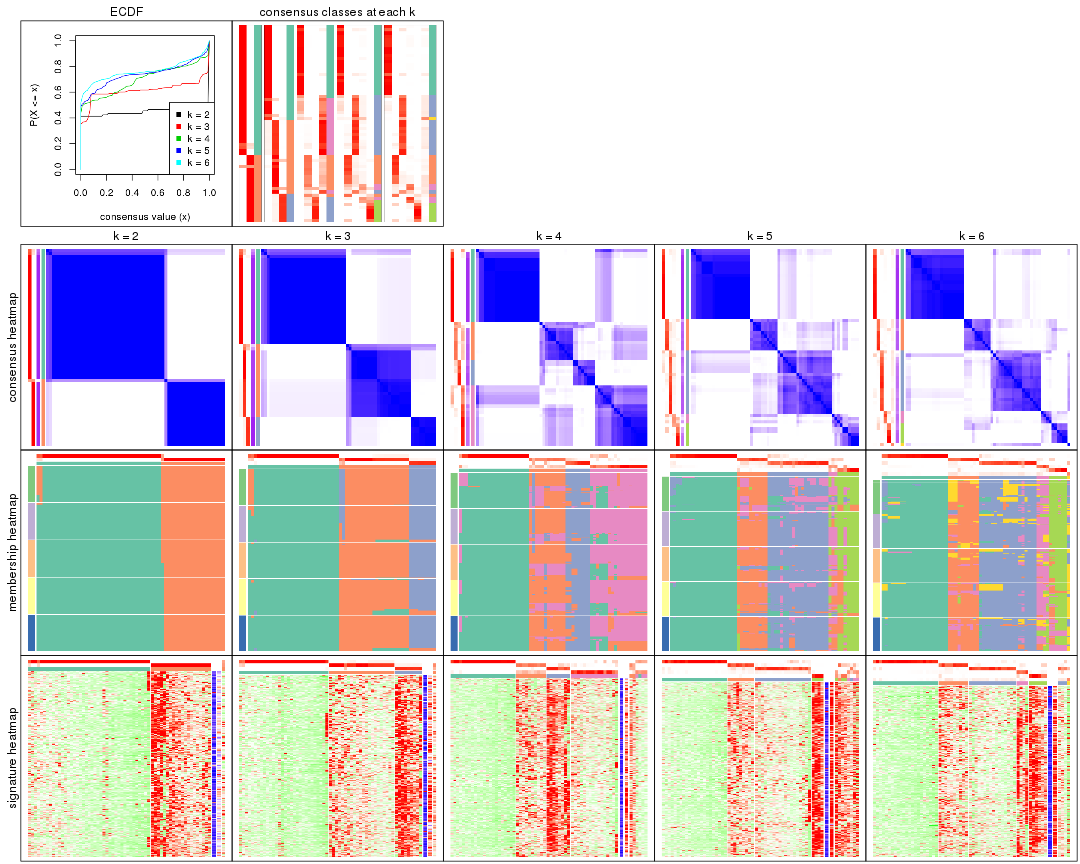 ECDF
consensus classes at each k
P(X <= x)
1.0
0.8
0.6
0.4
0.2
0.0
k = 2
k = 3
k = 4
k = 5
k = 6
0.0 0.2 0.4 0.6 0.8 1.0
consensus value (x)
k = 2 k = 3 k = 4 k = 5 k = 6
consensus heatmap
membership heatmap
signature heatmap